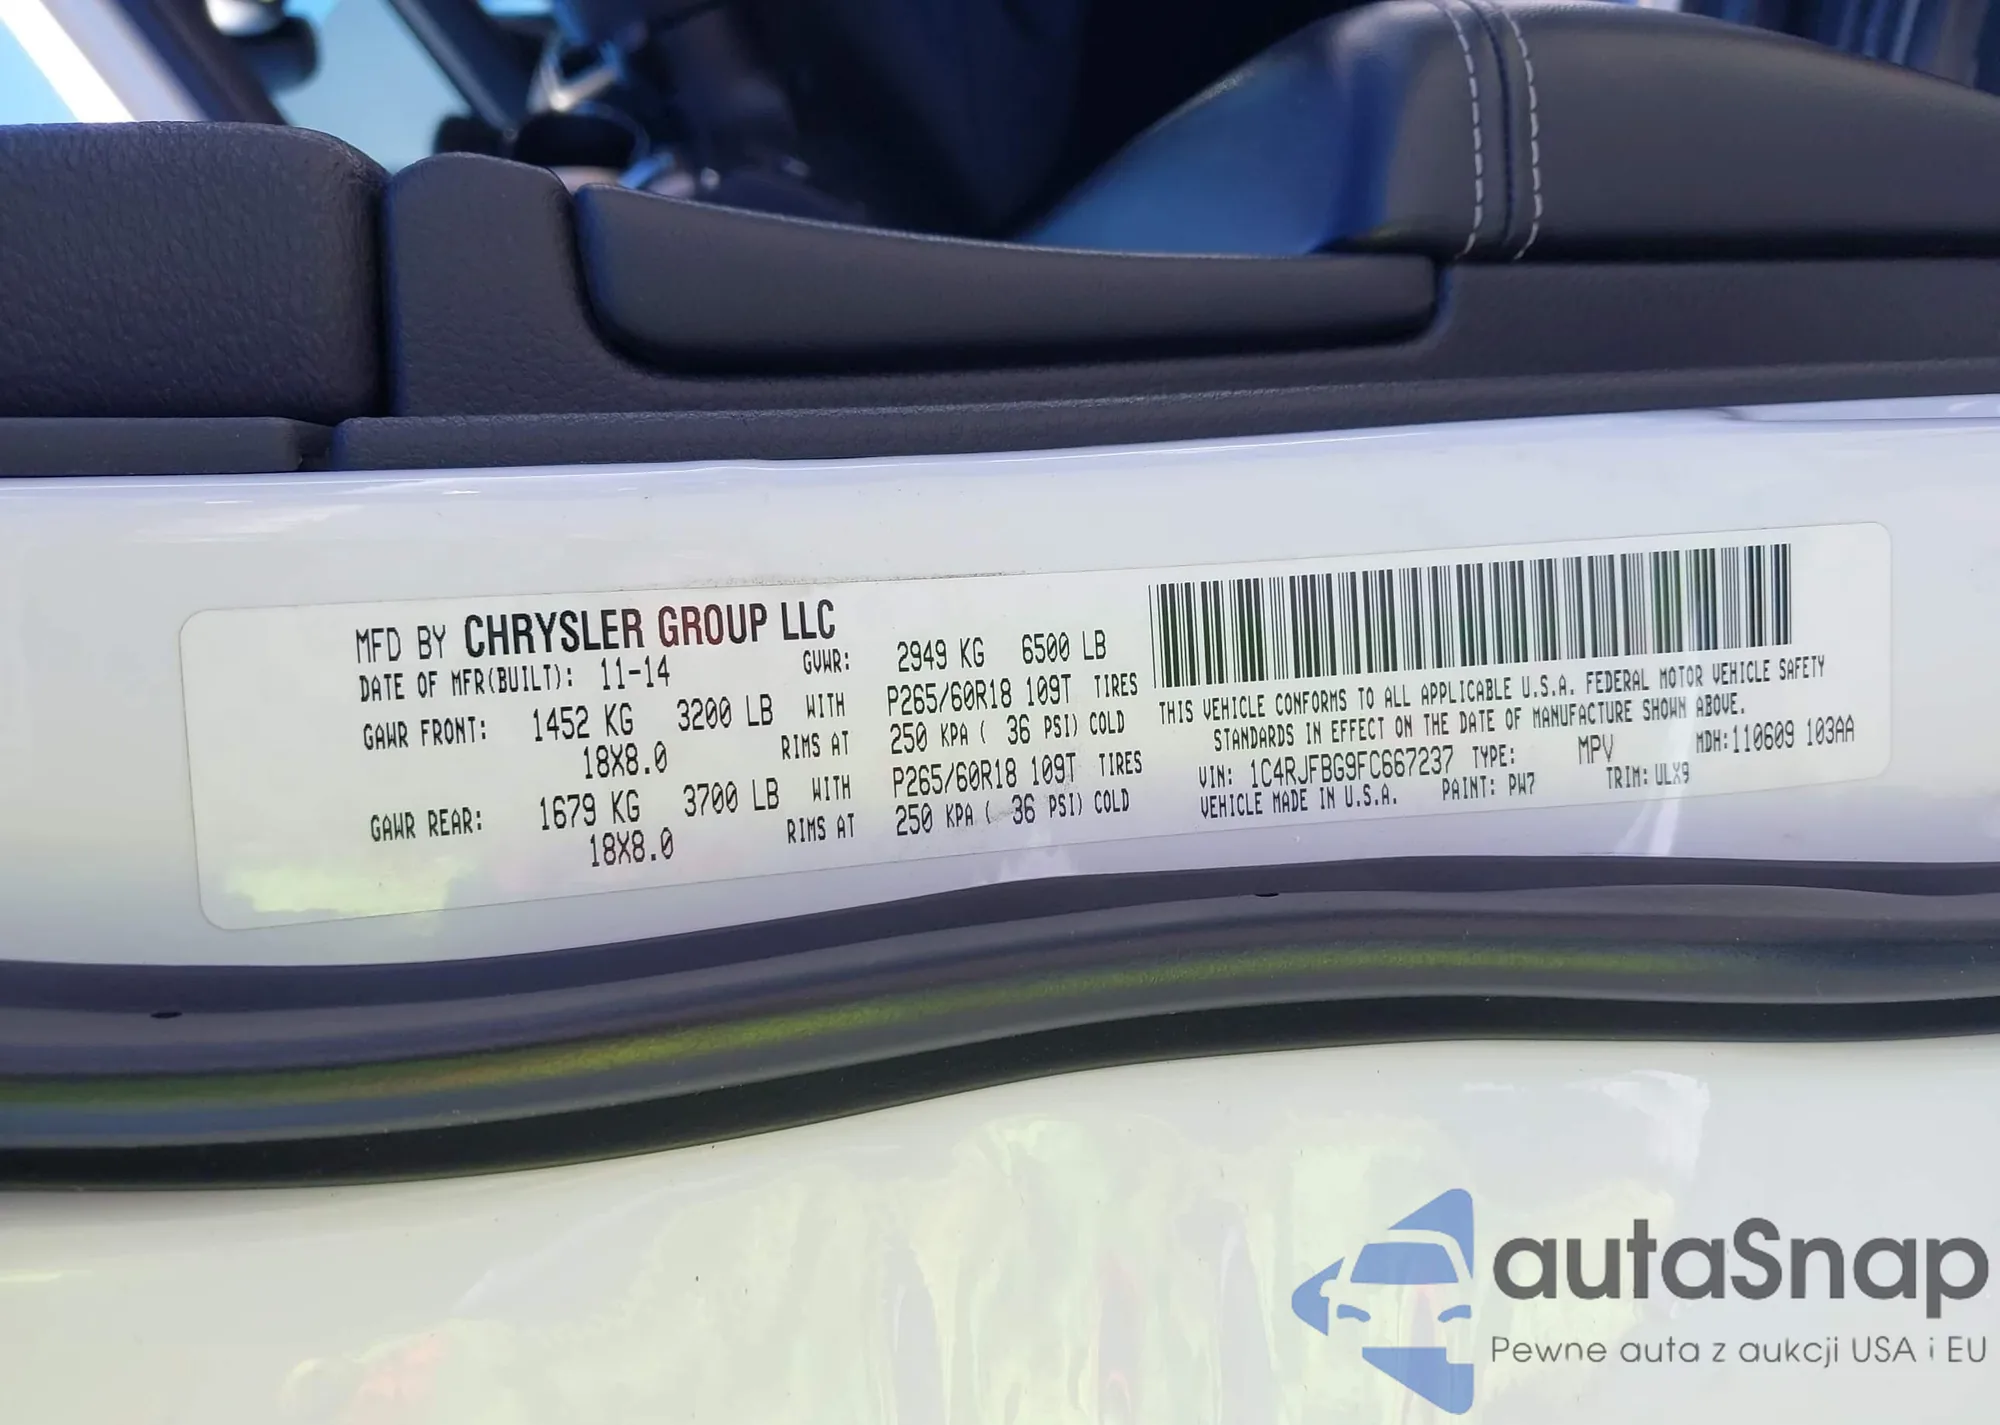 MFD BY CHRYSLER GROUP LLC
DATE OF MFR(BUILT): 11-14 GVWR: 2949 KG 6500 LB
GAWR FRONT: 1452 KG 3200 LB WITH P265/60R18 109T TIRES
18X8.0 RIMS AT 250 KPA ( 36 PSI) COLD
GAWR REAR: 1679 KG 3700 LB WITH P265/60R18 109T TIRES
18X8.0 RIMS AT 250 KPA ( 36 PSI) COLD
THIS VEHICLE CONFORMS TO ALL APPLICABLE U.S.A. FEDERAL MOTOR VEHICLE SAFETY
STANDARDS IN EFFECT ON THE DATE OF MANUFACTURE SHOWN ABOVE.
VIN: 1C4RJFBG9FC667237 TYPE: MPV MDH:110609 103AA
VEHICLE MADE IN U.S.A. PAINT: PW7 TRIM: ULX9
autaSnap
Pewne auta z aukcji USA i EU